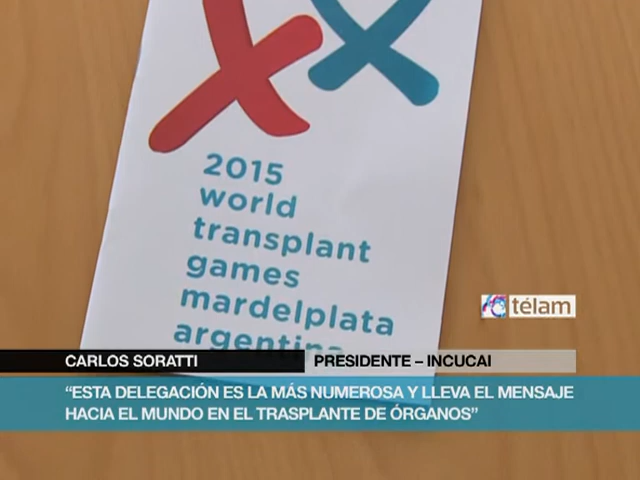 2015
world
transplant
games
mardelplata
argentina
télam
CARLOS SORATTI
PRESIDENTE – INCUCAI
“ESTA DELEGACIÓN ES LA MÁS NUMEROSA Y LLEVA EL MENSAJE
HACIA EL MUNDO EN EL TRASPLANTE DE ÓRGANOS”